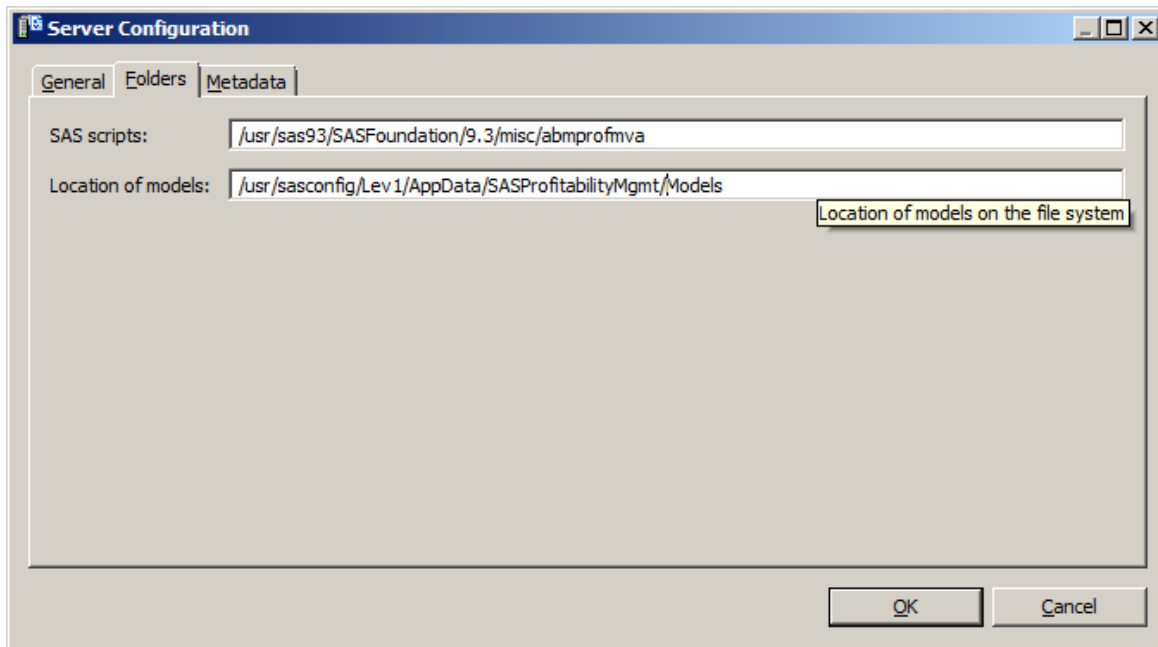 Server Configuration
General Folders Metadata
SAS scripts: /usr/sas93/SASFoundation/9.3/misc/abmprofmva
Location of models: /usr/sasconfig/Lev1/AppData/SASProfitabilityMgmt/Models
Location of models on the file system
OK Cancel